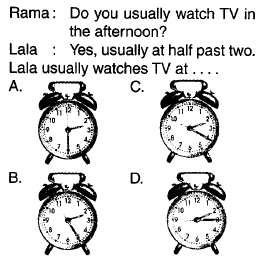 Rama : Do you usually watch TV in
the afternoon?
Lala : Yes, usually at half past two.
Lala usually watches TV at . . . .
A. C.
B. D.